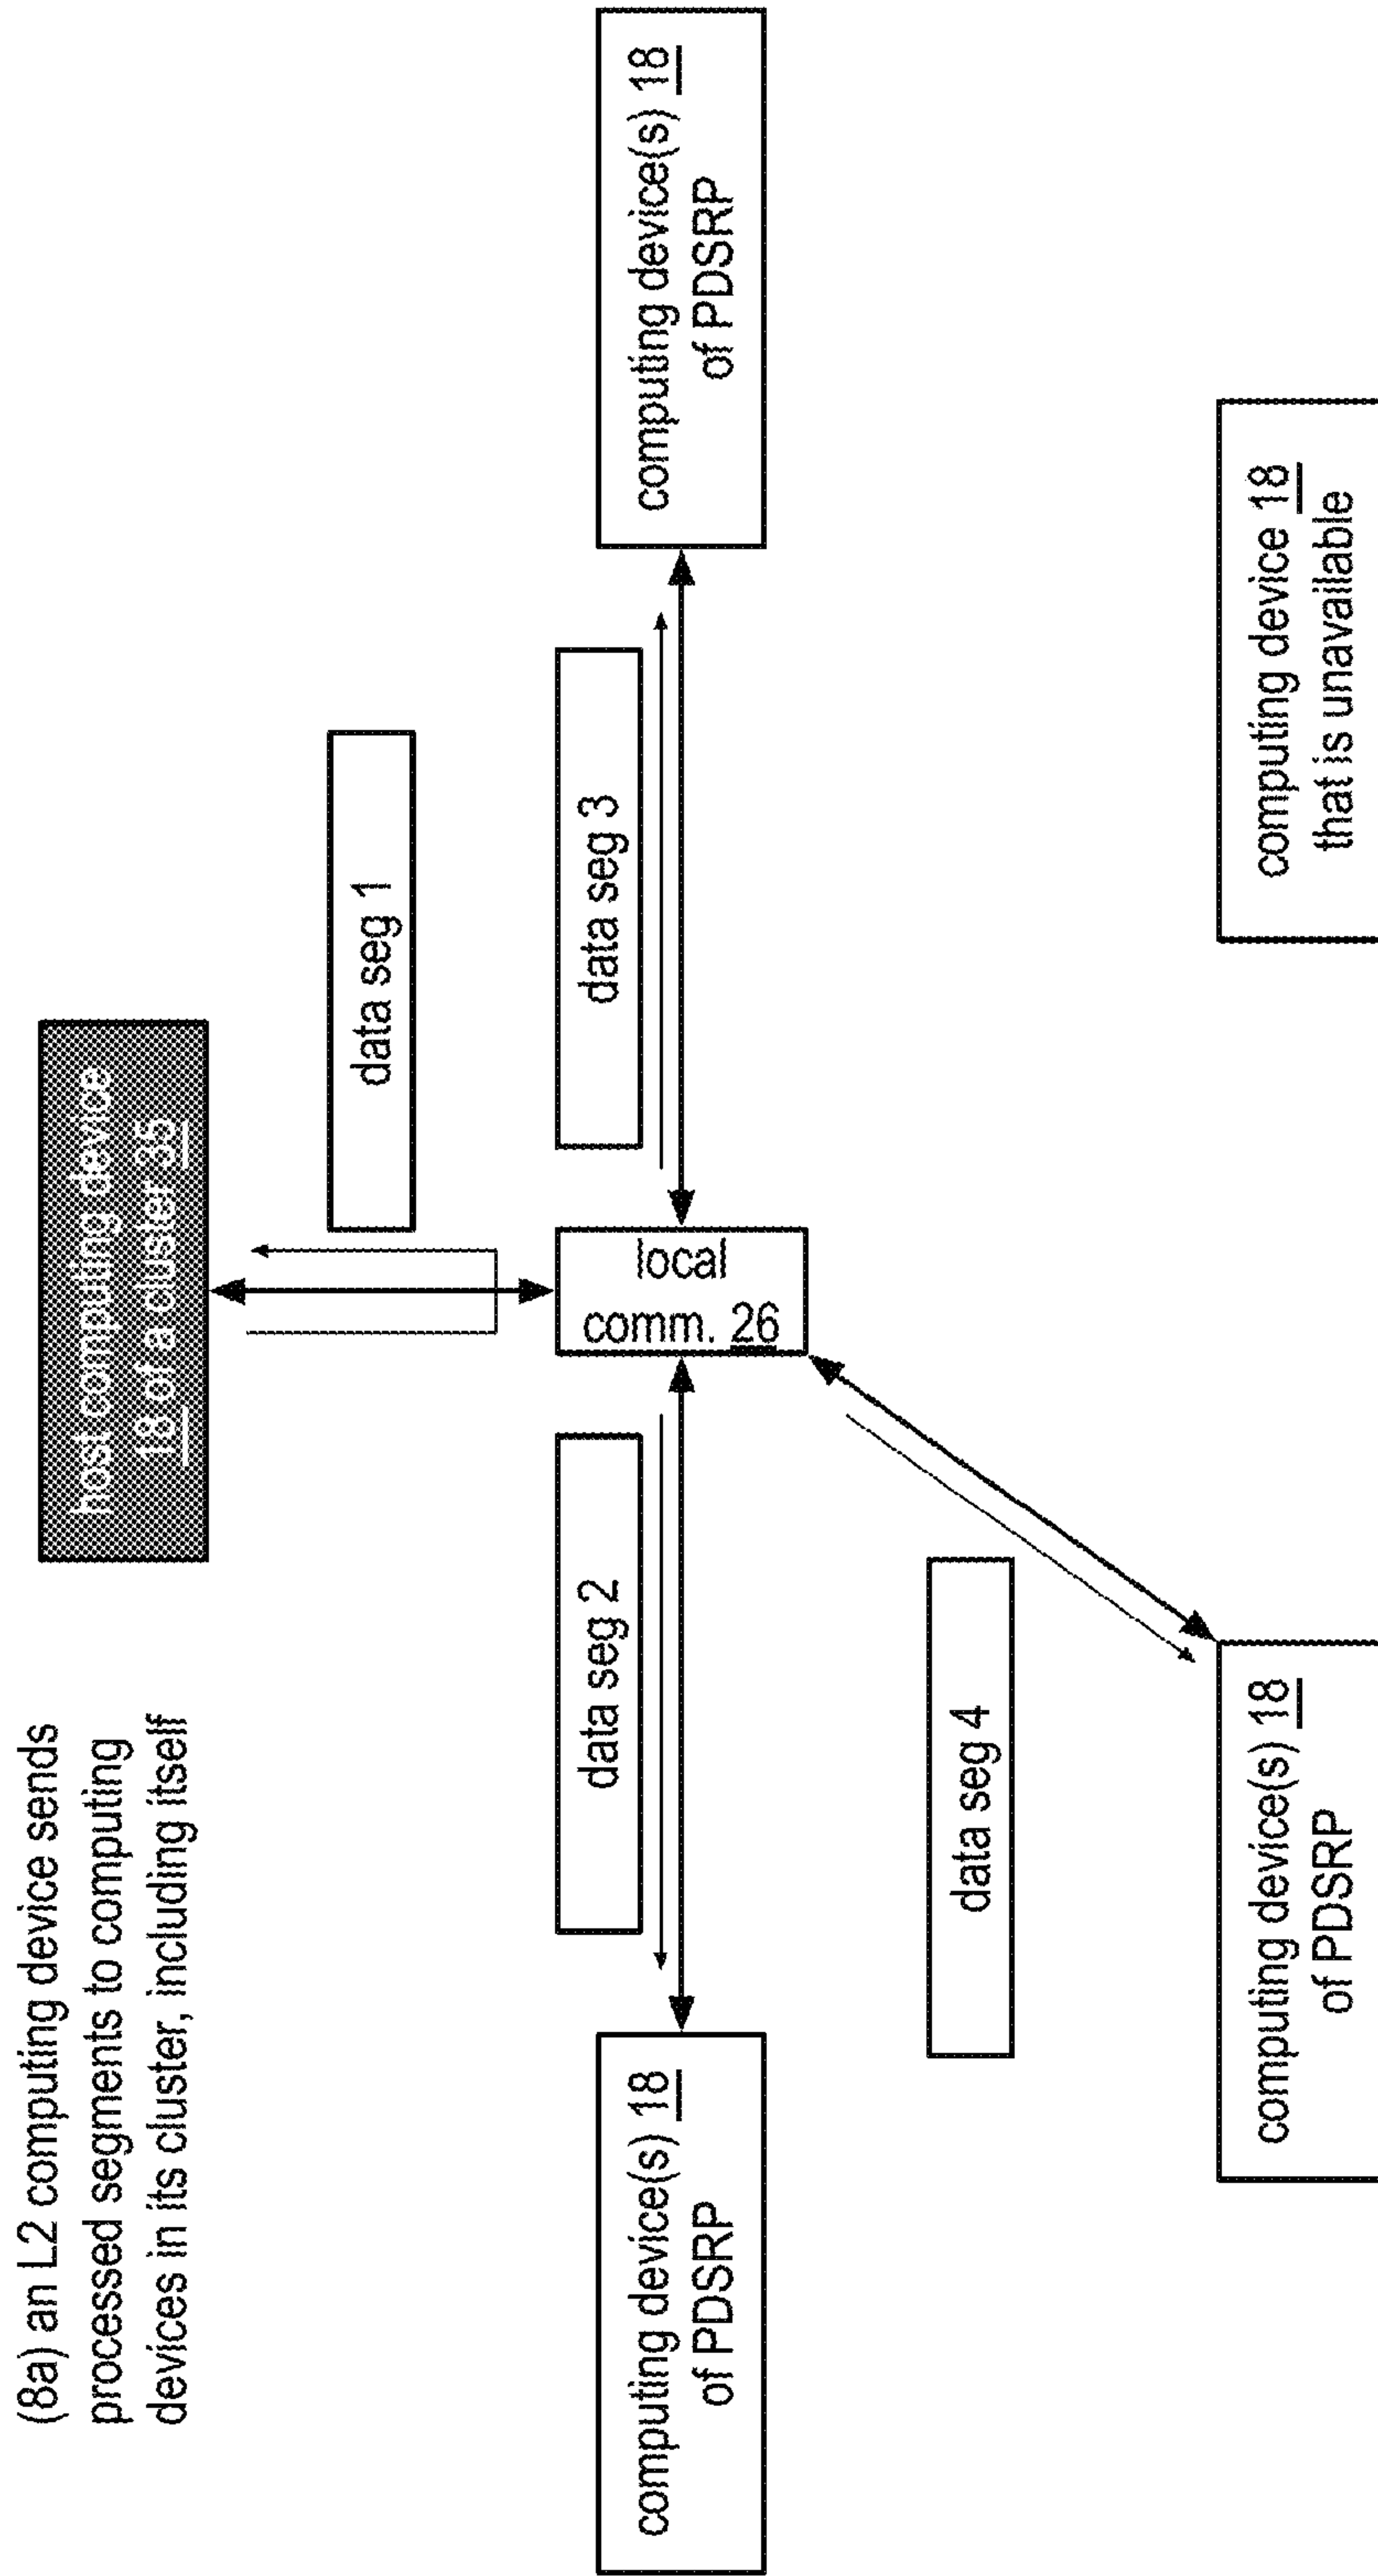 (8a) an L2 computing device sends
processed segments to computing
devices in its cluster, including itself
host computing device
18 of a cluster 35
data seg 1
data seg 2
data seg 3
computing device(s) 18
of PDSRP
local
comm. 26
computing device(s) 18
of PDSRP
data seg 4
computing device(s) 18
of PDSRP
computing device 18
that is unavailable